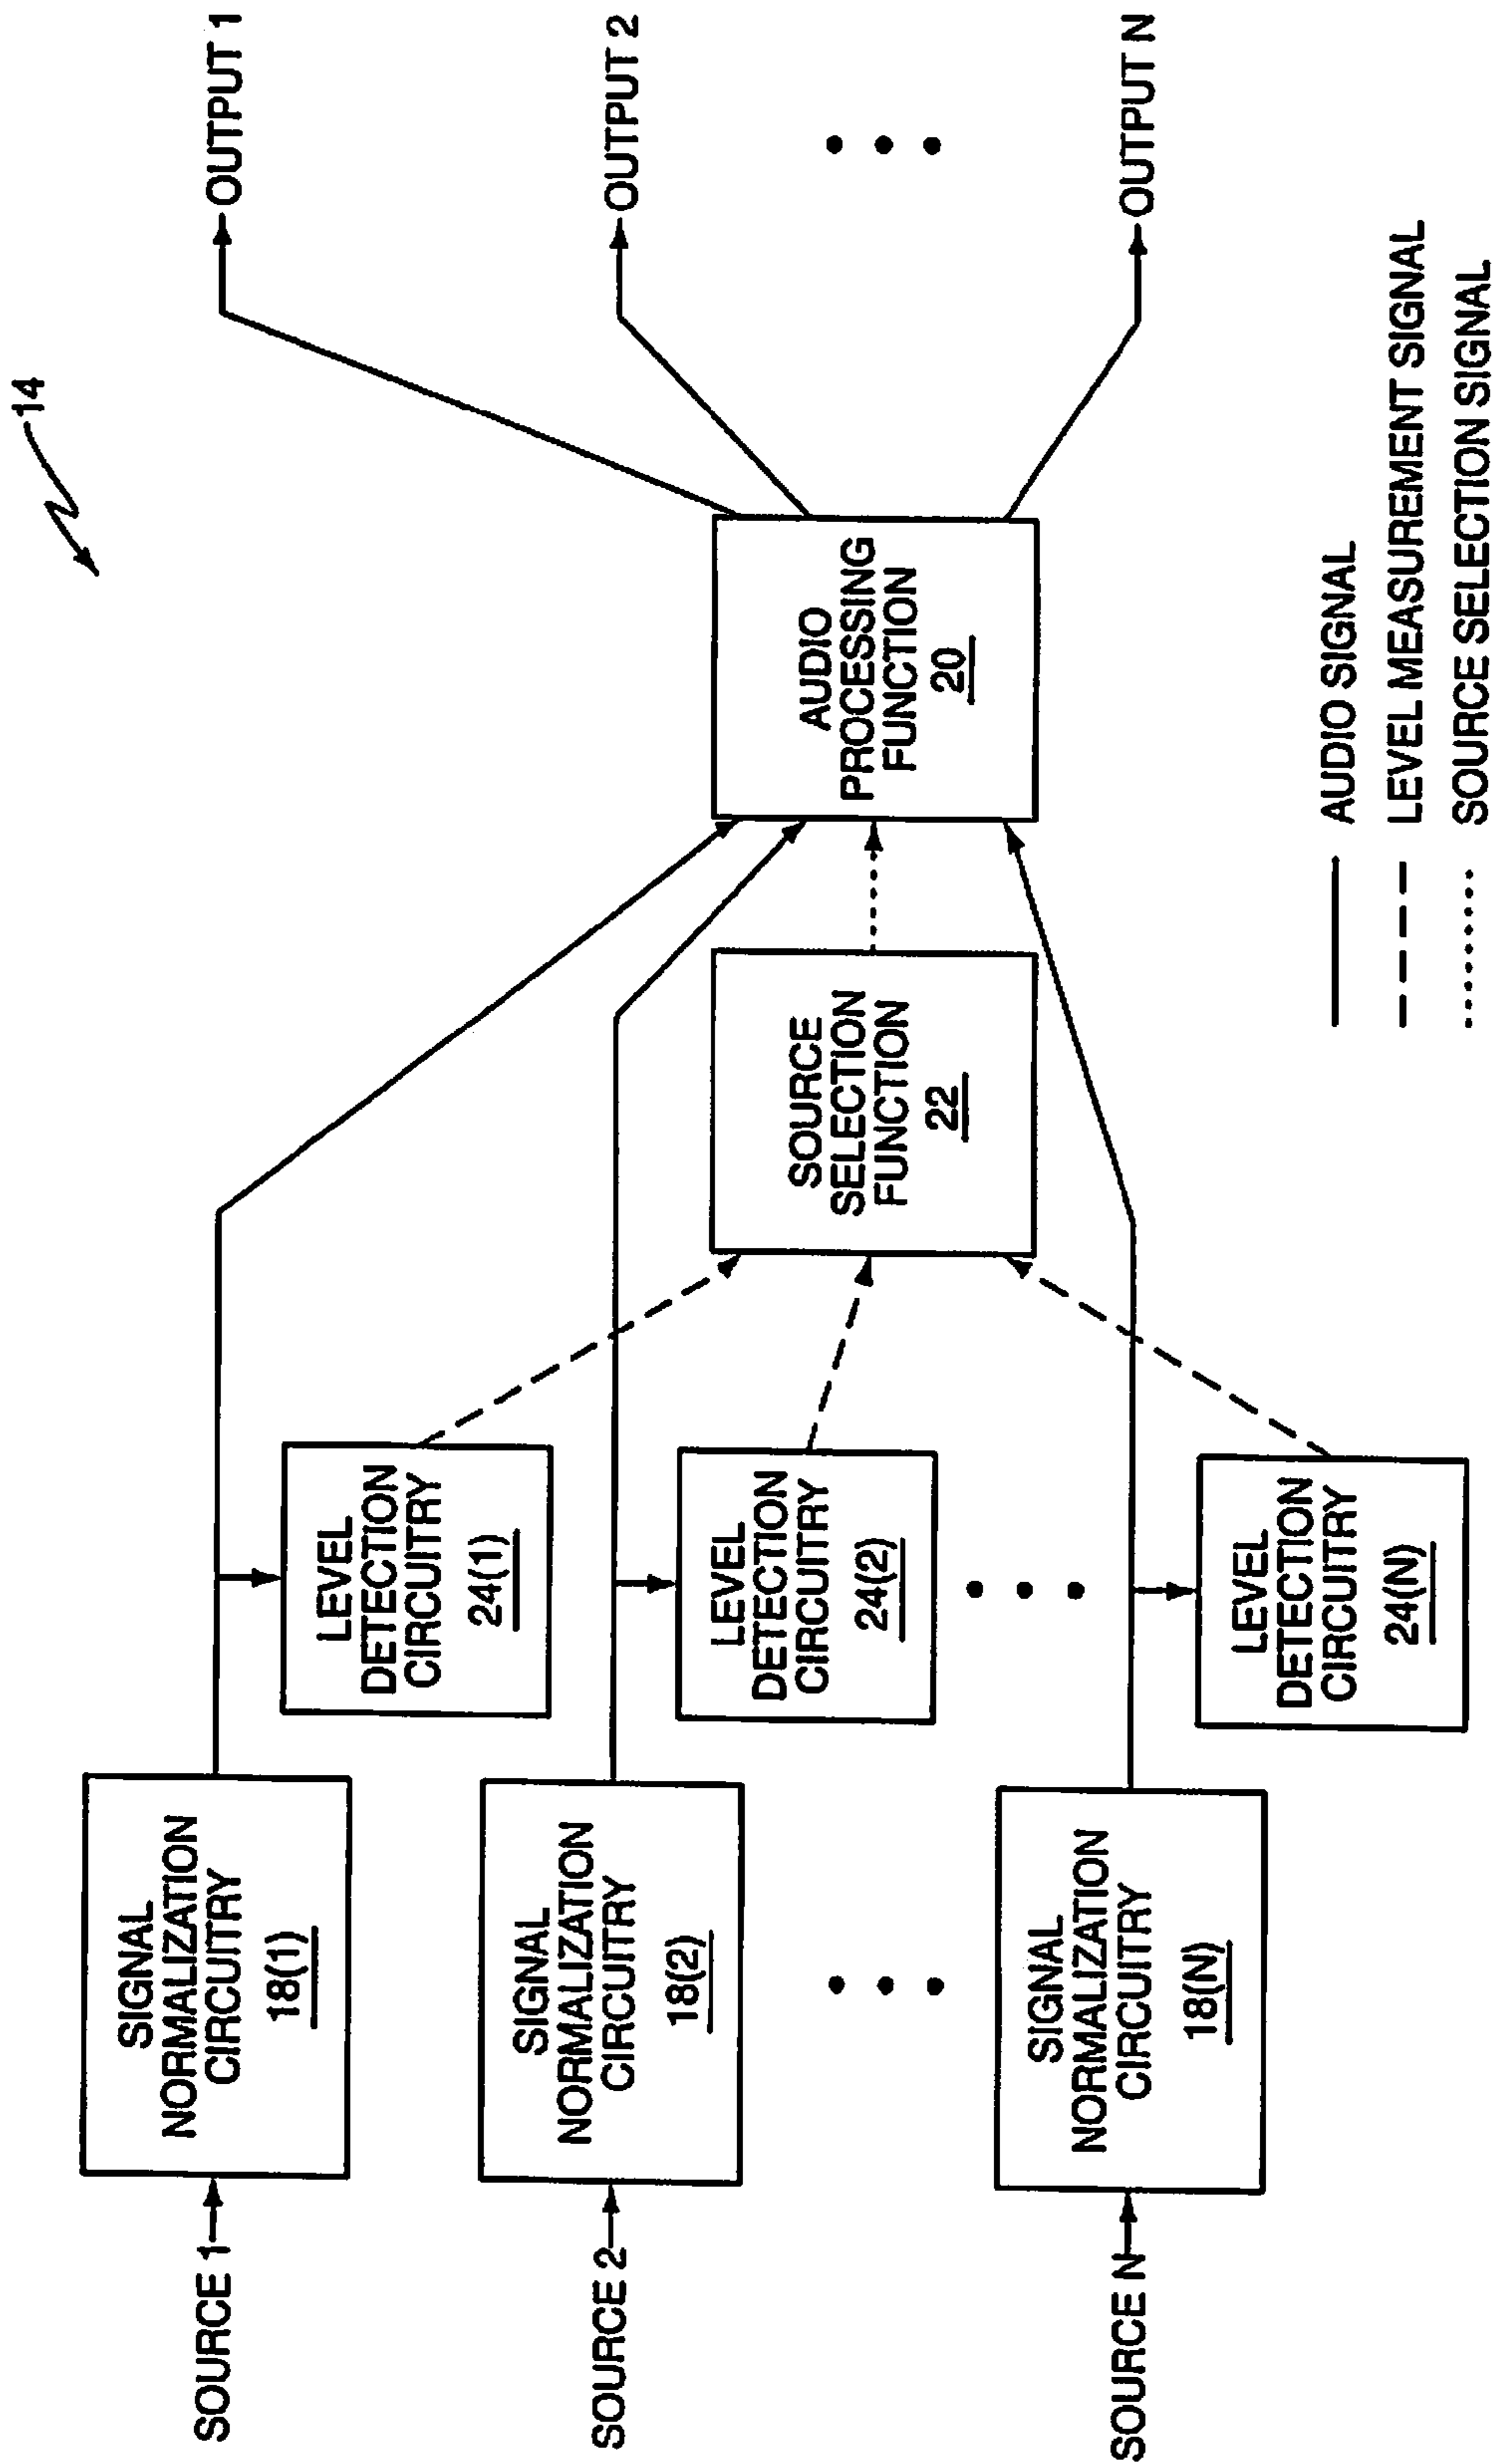 14
SOURCE 1
SIGNAL
NORMALIZATION
CIRCUITRY
18(1)
LEVEL
DETECTION
CIRCUITRY
24(1)
OUTPUT 1
SOURCE 2
SIGNAL
NORMALIZATION
CIRCUITRY
18(2)
LEVEL
DETECTION
CIRCUITRY
24(2)
SOURCE
SELECTION
FUNCTION
22
AUDIO
PROCESSING
FUNCTION
20
OUTPUT 2
SOURCE N
SIGNAL
NORMALIZATION
CIRCUITRY
18(N)
LEVEL
DETECTION
CIRCUITRY
24(N)
OUTPUT N
AUDIO SIGNAL
LEVEL MEASUREMENT SIGNAL
SOURCE SELECTION SIGNAL